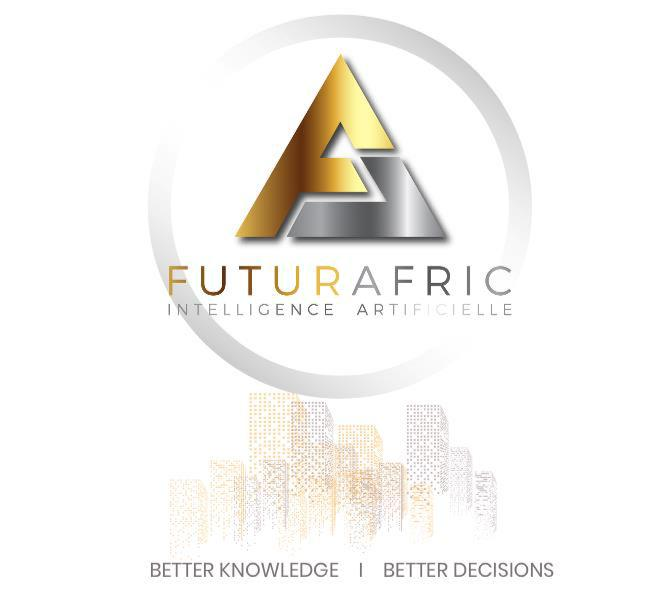 FUTURAFRIC
INTELLIGENCE ARTIFICIELLE
BETTER KNOWLEDGE I BETTER DECISIONS